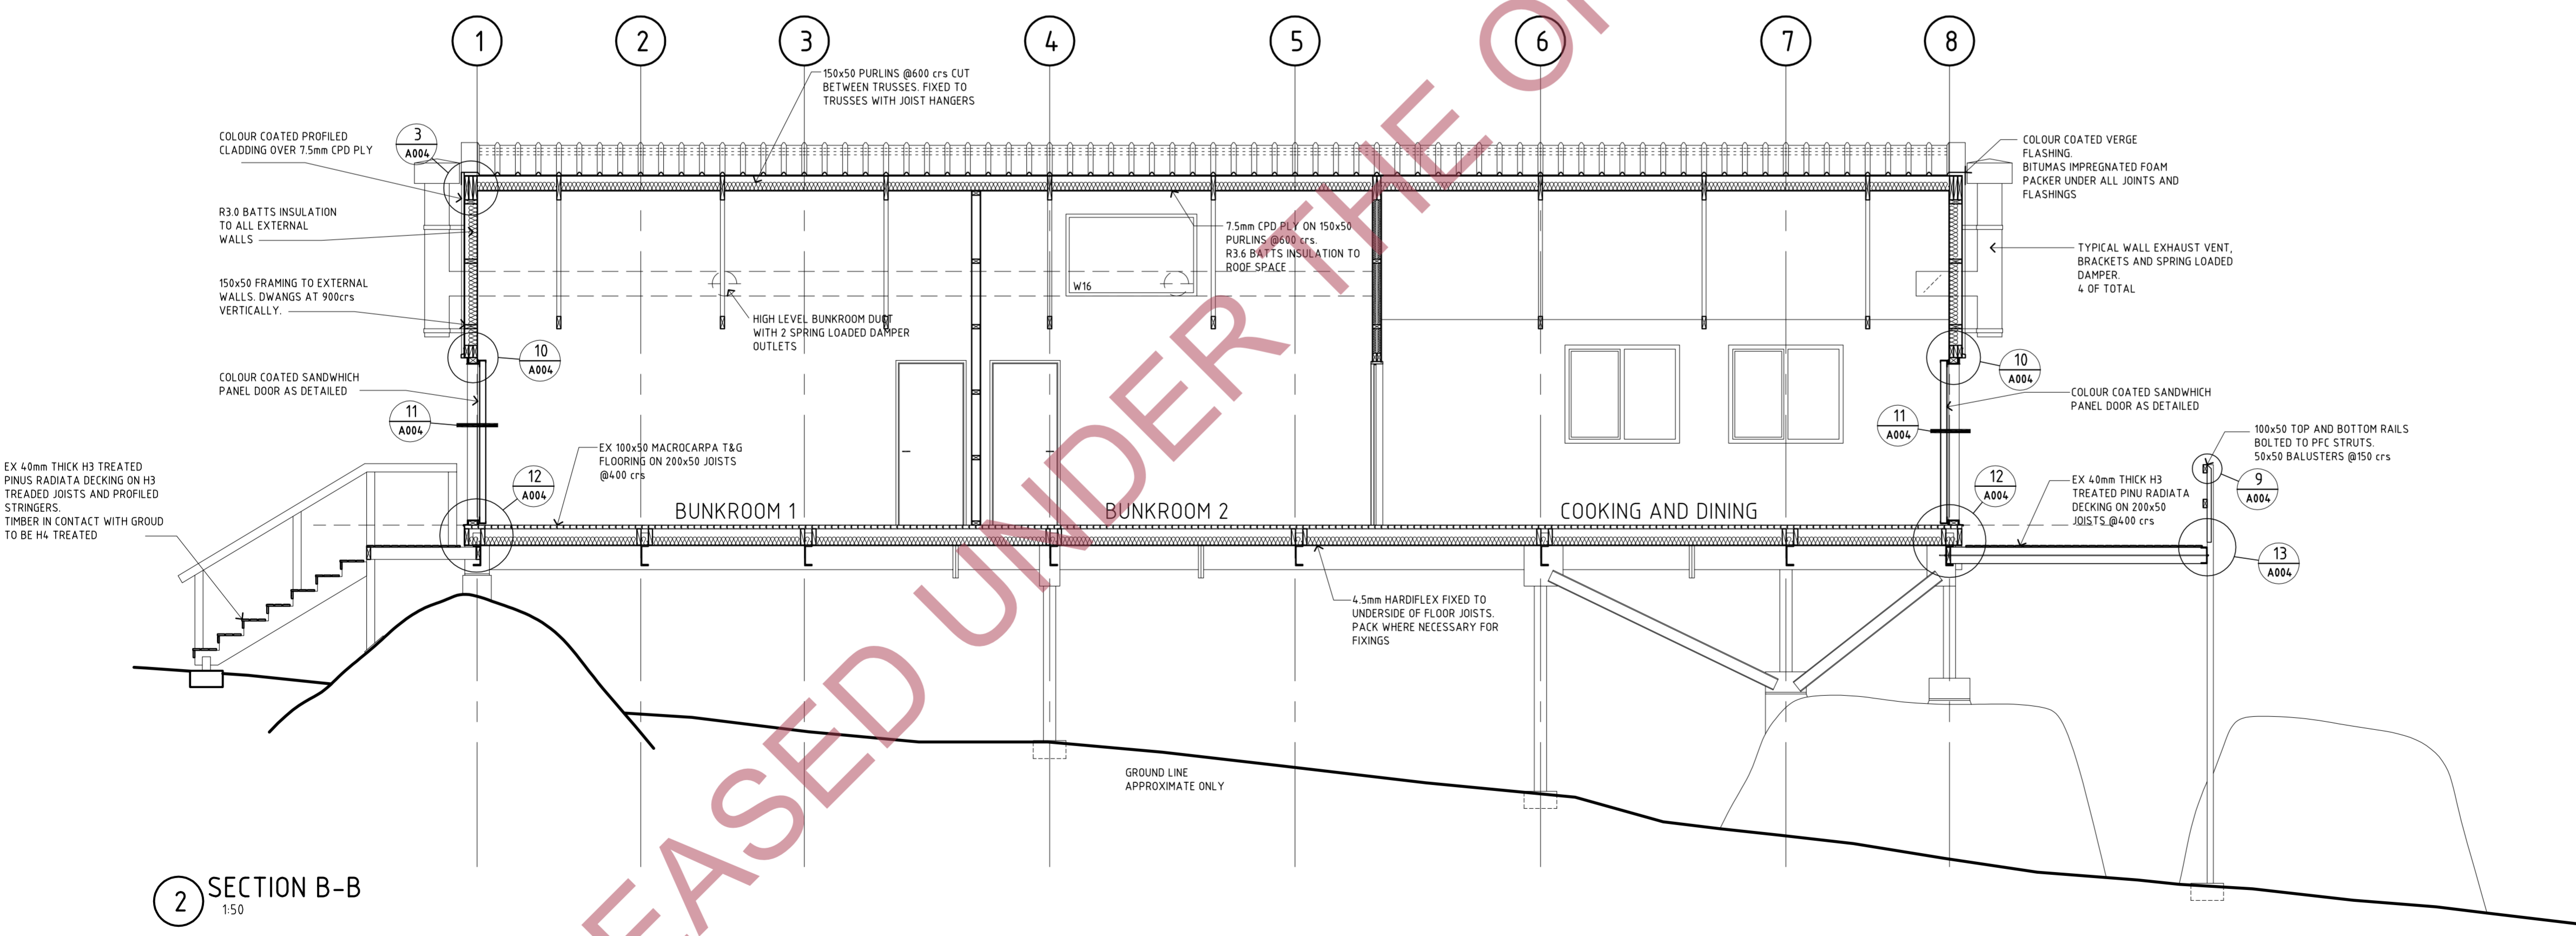 1
2
3
4
5
6
7
8
150x50 PURLINS @600 crs CUT
BETWEEN TRUSSES. FIXED TO
TRUSSES WITH JOIST HANGERS
COLOUR COATED PROFILED
CLADDING OVER 7.5mm CPD PLY
3
A004
COLOUR COATED VERGE
FLASHING.
BITUMAS IMPREGNATED FOAM
PACKER UNDER ALL JOINTS AND
FLASHINGS
R3.0 BATTS INSULATION
TO ALL EXTERNAL
WALLS
7.5mm CPD PLY ON 150x50
PURLINS @600 crs.
R3.6 BATTS INSULATION TO
ROOF SPACE
TYPICAL WALL EXHAUST VENT,
BRACKETS AND SPRING LOADED
DAMPER.
4 OF TOTAL
150x50 FRAMING TO EXTERNAL
WALLS. DWANGS AT 900crs
VERTICALLY.
W16
HIGH LEVEL BUNKROOM DUCT
WITH 2 SPRING LOADED DAMPER
OUTLETS
10
A004
10
A004
COLOUR COATED SANDWHICH
PANEL DOOR AS DETAILED
COLOUR COATED SANDWHICH
PANEL DOOR AS DETAILED
11
A004
11
A004
100x50 TOP AND BOTTOM RAILS
BOLTED TO PFC STRUTS.
50x50 BALUSTERS @150 crs
EX 100x50 MACROCARPA T&G
FLOORING ON 200x50 JOISTS
@400 crs
EX 40mm THICK H3 TREATED
PINUS RADIATA DECKING ON H3
TREADED JOISTS AND PROFILED
STRINGERS.
TIMBER IN CONTACT WITH GROUD
TO BE H4 TREATED
12
A004
12
A004
9
A004
EX 40mm THICK H3
TREATED PINU RADIATA
DECKING ON 200x50
JOISTS @400 crs
BUNKROOM 1
BUNKROOM 2
COOKING AND DINING
13
A004
4.5mm HARDIFLEX FIXED TO
UNDERSIDE OF FLOOR JOISTS.
PACK WHERE NECESSARY FOR
FIXINGS
GROUND LINE
APPROXIMATE ONLY
2
SECTION B-B
1:50
EASED UNDER THE O